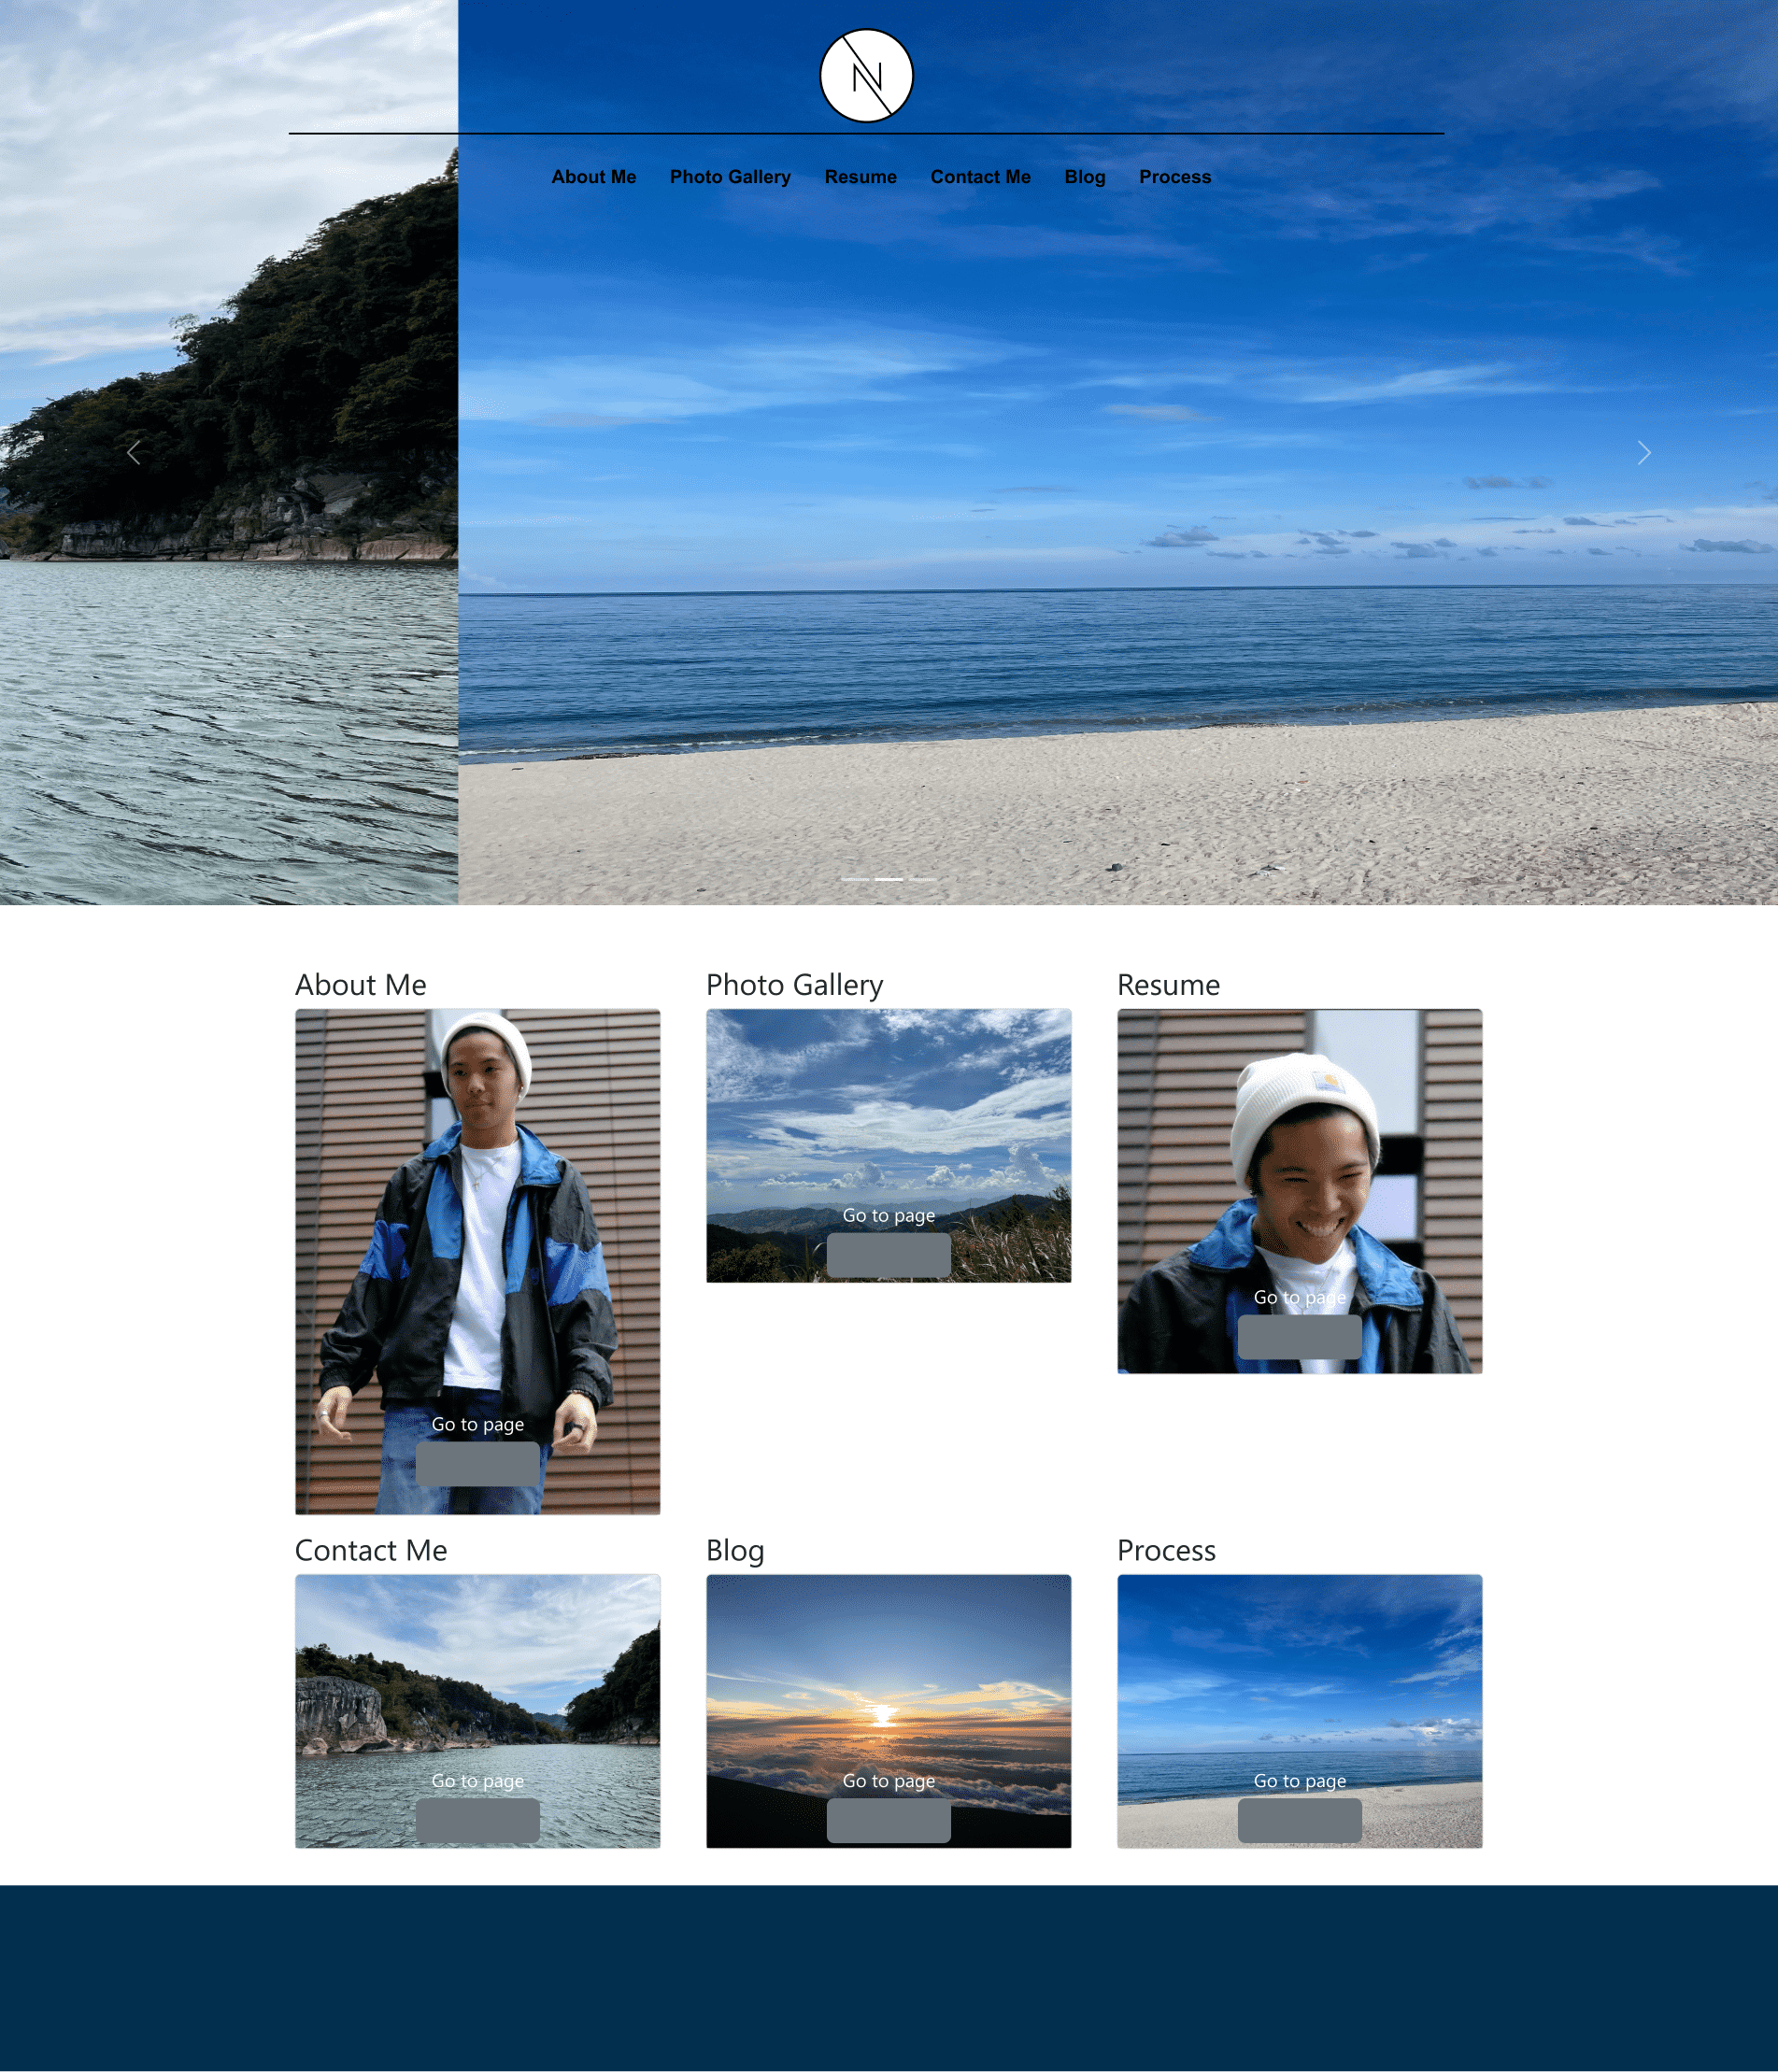 N
About Me Photo Gallery Resume Contact Me Blog Process
About Me
Photo Gallery
Resume
Go to page
Go to page
Go to page
Contact Me
Blog
Process
Go to page
Go to page
Go to page